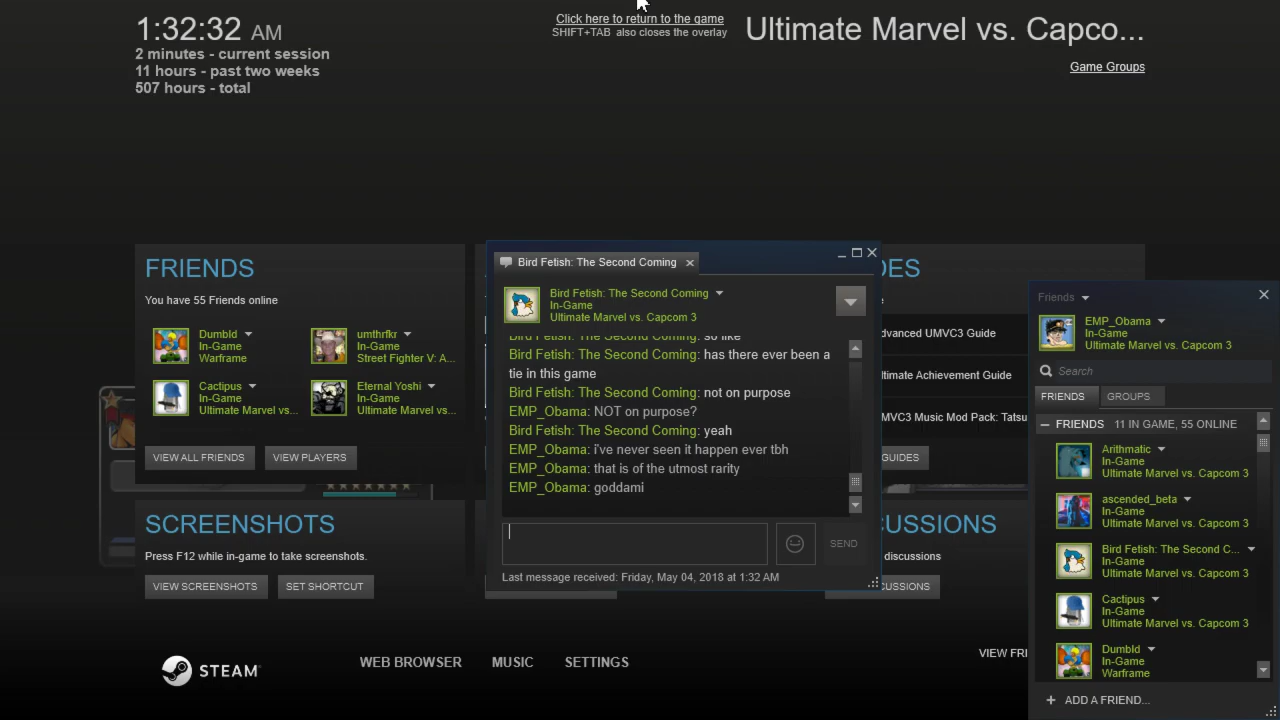 1:32:32 AM
2 minutes - current session
11 hours - past two weeks
507 hours - total
Click here to return to the game
SHIFT+TAB also closes the overlay
Ultimate Marvel vs. Capco...
Game Groups
FRIENDS
You have 55 Friends online
Dumbld
In-Game
Warframe
umthrfkr
In-Game
Street Fighter V: A...
Cactipus
In-Game
Ultimate Marvel vs...
Eternal Yoshi
In-Game
Ultimate Marvel vs...
VIEW ALL FRIENDS
VIEW PLAYERS
SCREENSHOTS
Press F12 while in-game to take screenshots.
VIEW SCREENSHOTS
SET SHORTCUT
Bird Fetish: The Second Coming
Bird Fetish: The Second Coming
In-Game
Ultimate Marvel vs. Capcom 3
Bird Fetish: The Second Coming: so like
Bird Fetish: The Second Coming: has there ever been a
tie in this game
Bird Fetish: The Second Coming: not on purpose
EMP_Obama: NOT on purpose?
Bird Fetish: The Second Coming: yeah
EMP_Obama: i've never seen it happen ever tbh
EMP_Obama: that is of the utmost rarity
EMP_Obama: goddami
SEND
Last message received: Friday, May 04, 2018 at 1:32 AM
DES
dvanced UMVC3 Guide
ltimate Achievement Guide
MVC3 Music Mod Pack: Tatsu
GUIDES
CUSSIONS
discussions
CUSSIONS
Friends
EMP_Obama
In-Game
Ultimate Marvel vs. Capcom 3
Search
FRIENDS
GROUPS
FRIENDS 11 IN GAME, 55 ONLINE
Arithmatic
In-Game
Ultimate Marvel vs. Capcom 3
ascended_beta
In-Game
Ultimate Marvel vs. Capcom 3
Bird Fetish: The Second C...
In-Game
Ultimate Marvel vs. Capcom 3
Cactipus
In-Game
Ultimate Marvel vs. Capcom 3
Dumbld
In-Game
Warframe
ADD A FRIEND...
STEAM
WEB BROWSER
MUSIC
SETTINGS
VIEW FRI